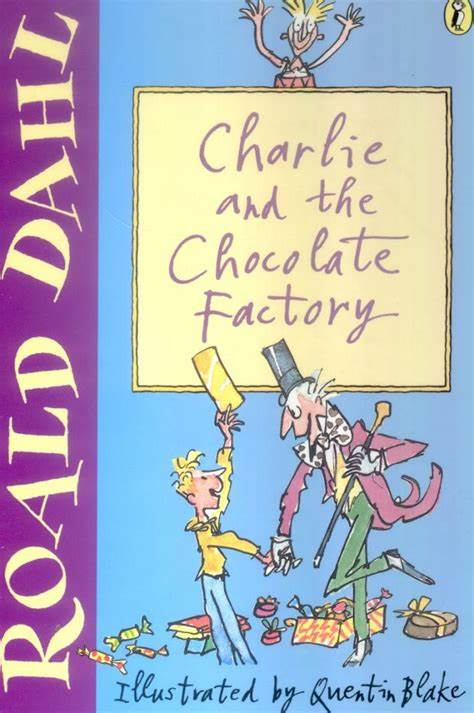 ROALD DAHL
Charlie
and the
Chocolate
Factory
Illustrated by Quentin Blake